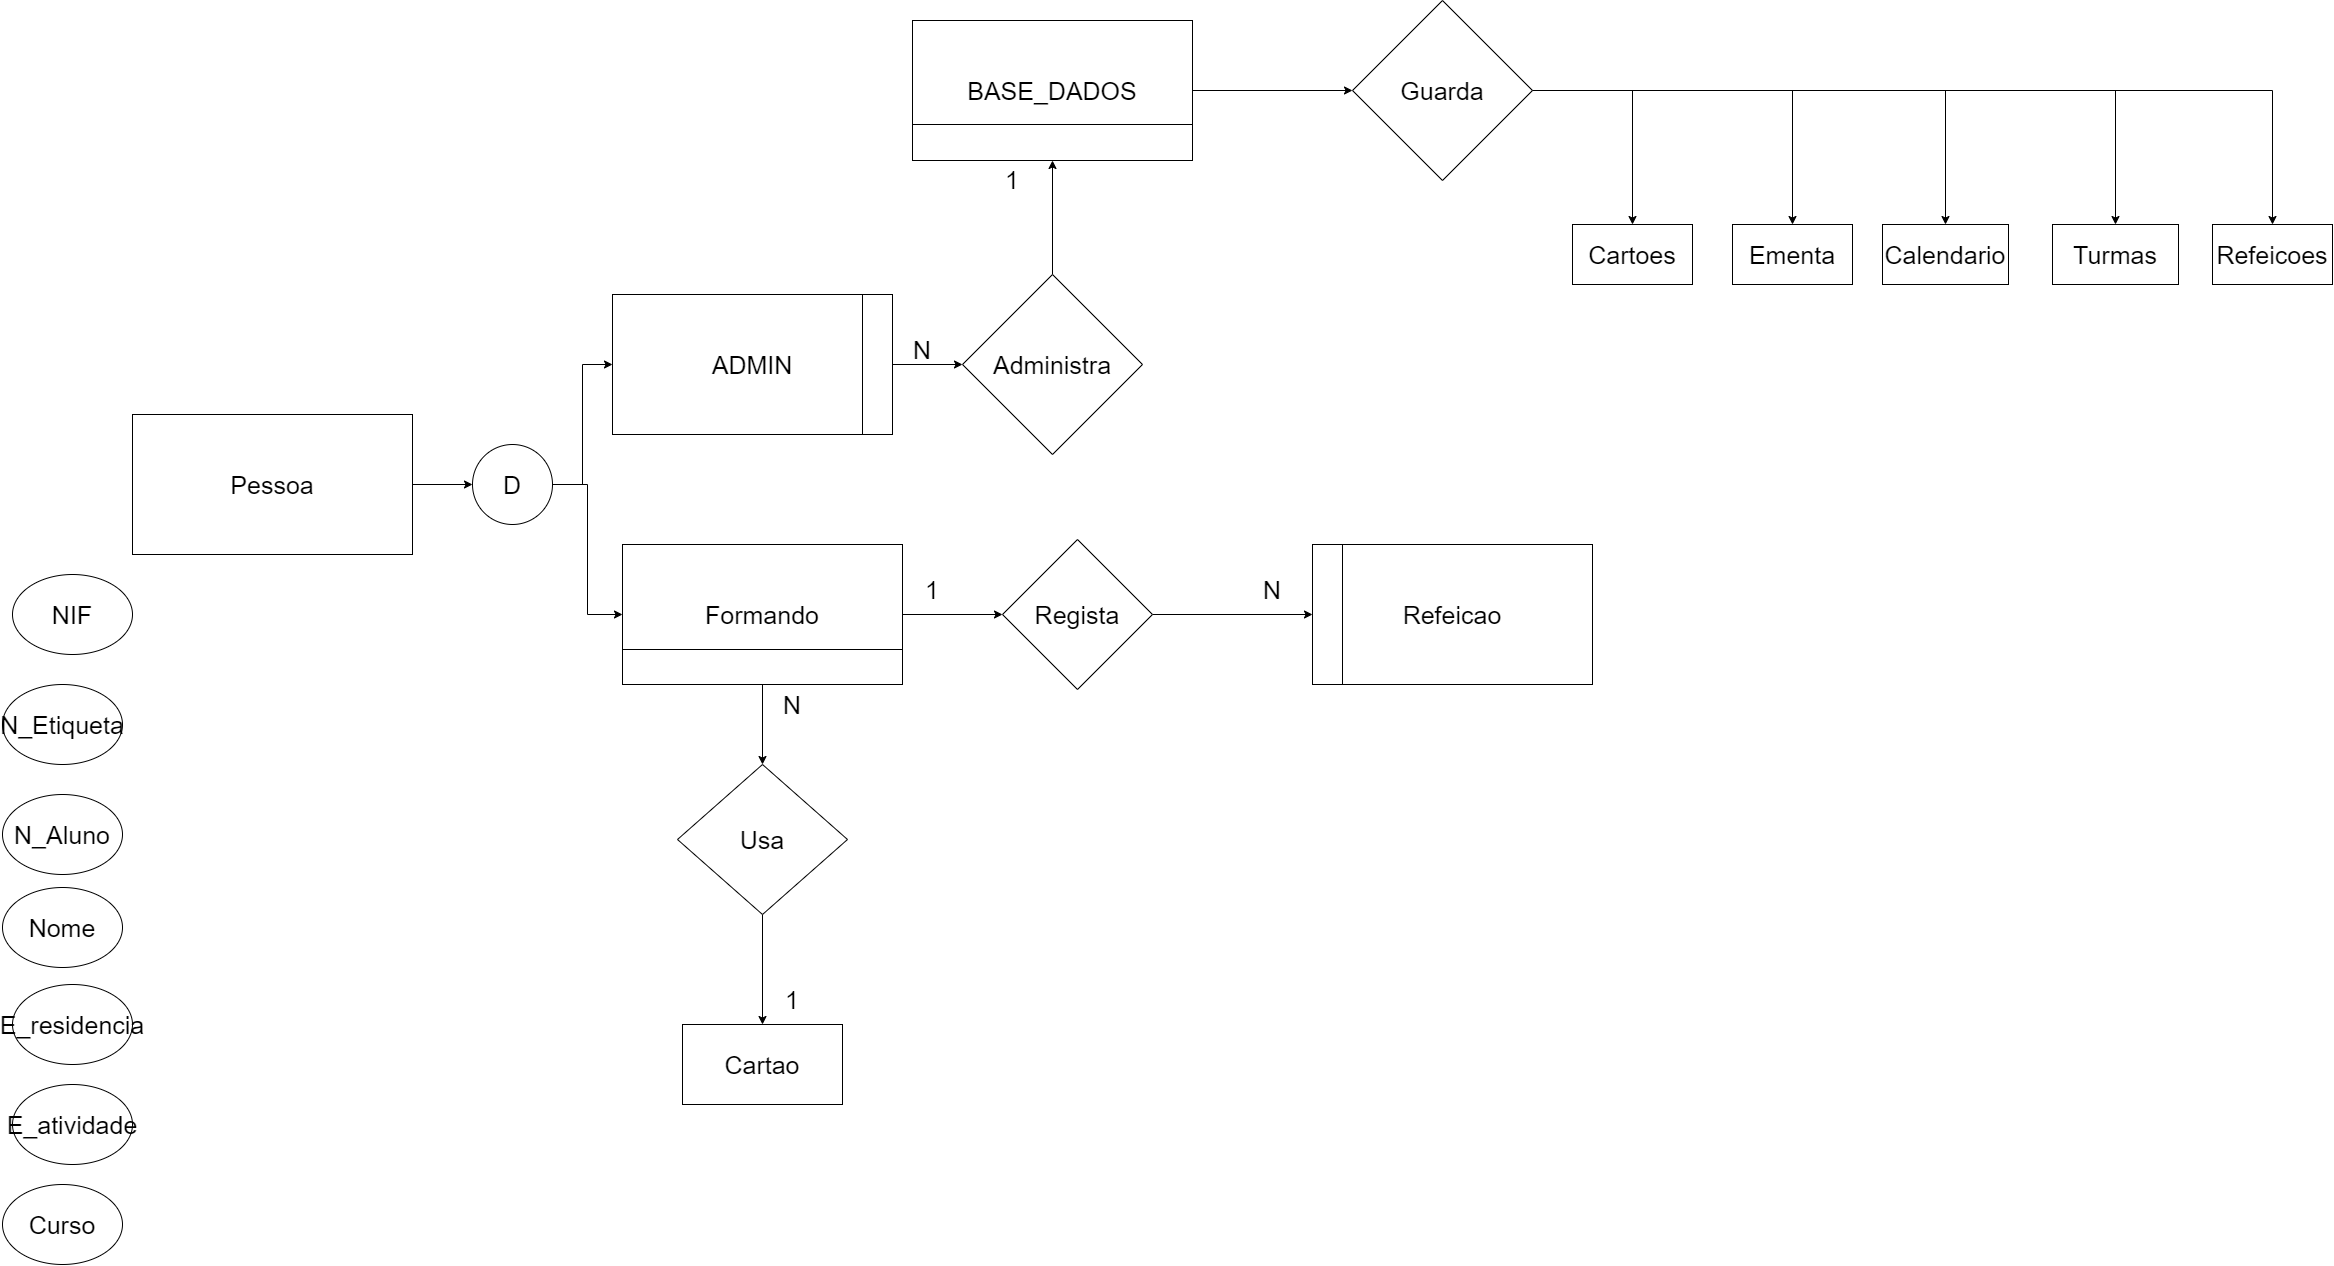 BASE_DADOS
Guarda
1
Cartoes
Ementa
Calendario
Turmas
Refeicoes
ADMIN
N
Administra
Pessoa
D
Formando
1
Regista
N
Refeicao
NIF
N_Etiqueta
N
N_Aluno
Usa
Nome
1
E_residencia
Cartao
E_atividade
Curso